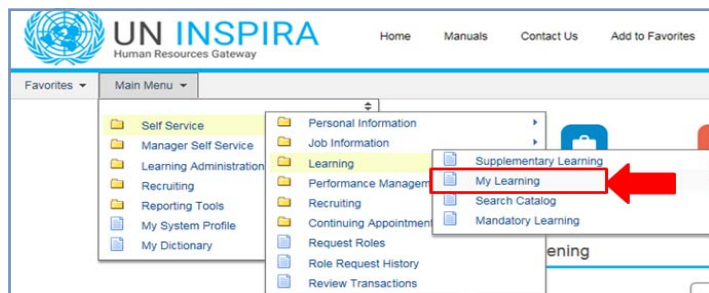 UN INSPIRA
Human Resources Gateway
Home Manuals Contact Us Add to Favorites
Favorites Main Menu
Self Service
Manager Self Service
Learning Administration
Recruiting
Reporting Tools
My System Profile
My Dictionary
Personal Information
Job Information
Learning
Performance Managem
Recruiting
Continuing Appointmen
Request Roles
Role Request History
Review Transactions
Supplementary Learning
My Learning
Search Catalog
Mandatory Learning
ening